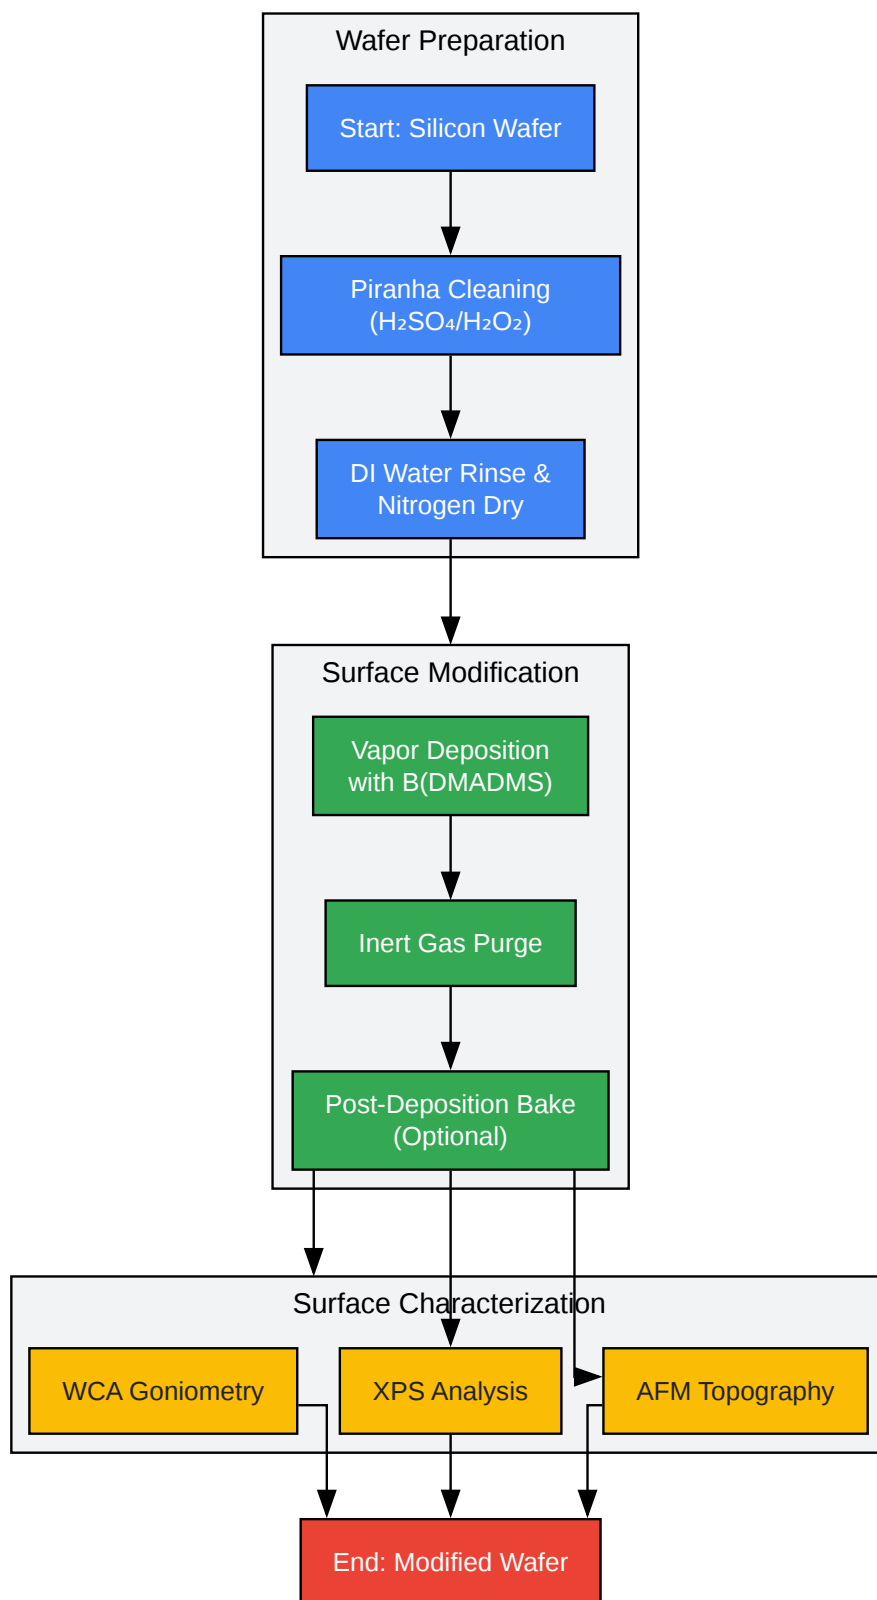 Wafer Preparation
Start: Silicon Wafer
Piranha Cleaning
(H₂SO₄/H₂O₂)
DI Water Rinse &
Nitrogen Dry
Surface Modification
Vapor Deposition
with B(DMADMS)
Inert Gas Purge
Post-Deposition Bake
(Optional)
Surface Characterization
WCA Goniometry
XPS Analysis
AFM Topography
End: Modified Wafer